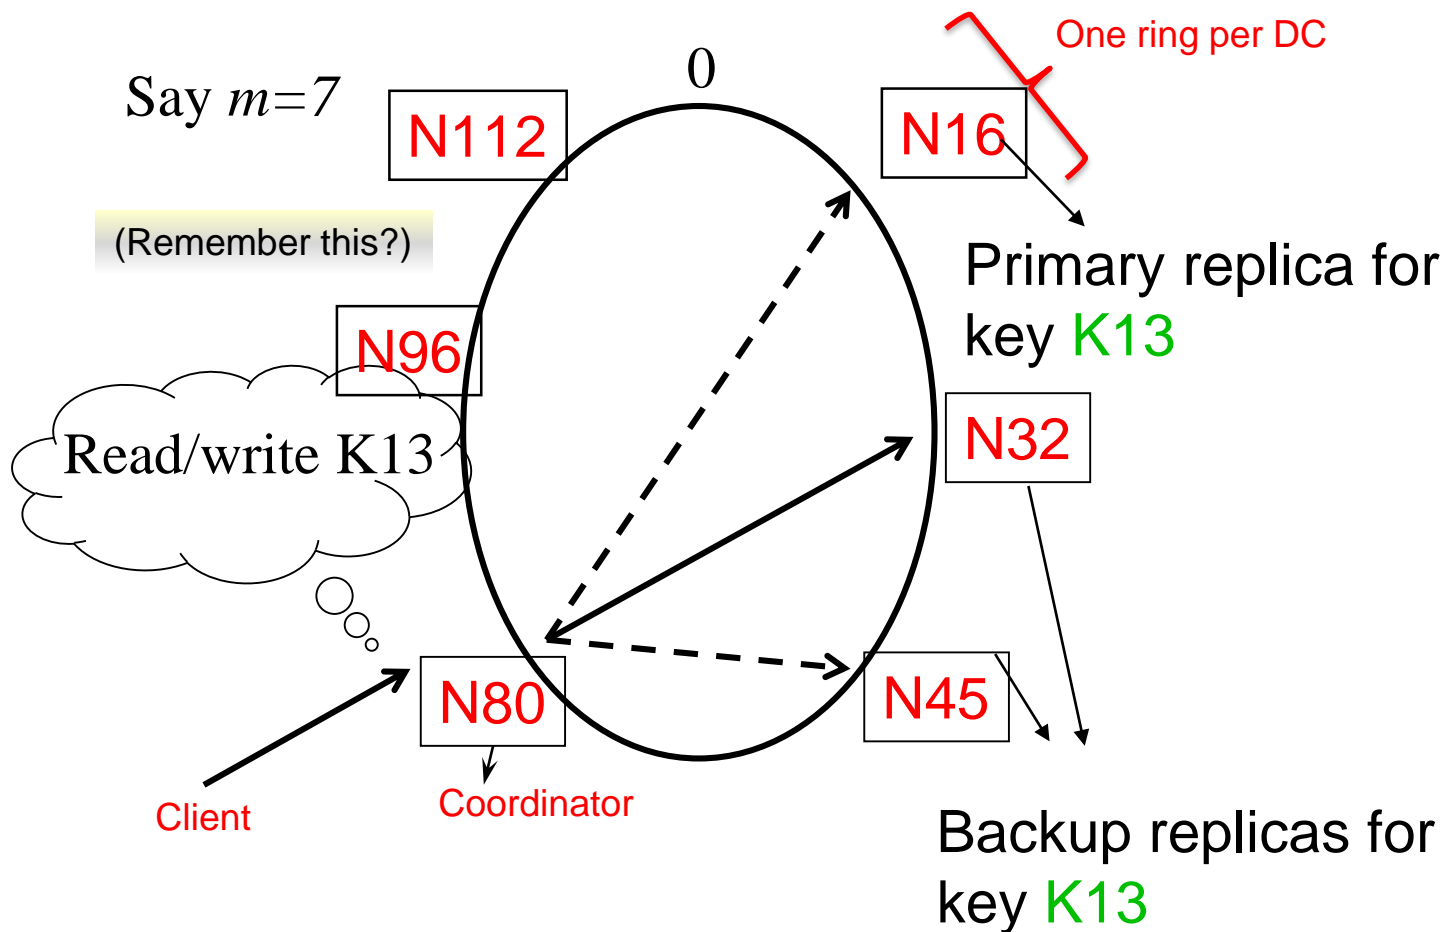 One ring per DC
0
Say m=7
N112
N16
(Remember this?)
Primary replica for
key K13
N96
Read/write K13
N32
N80
N45
Client
Coordinator
Backup replicas for
key K13